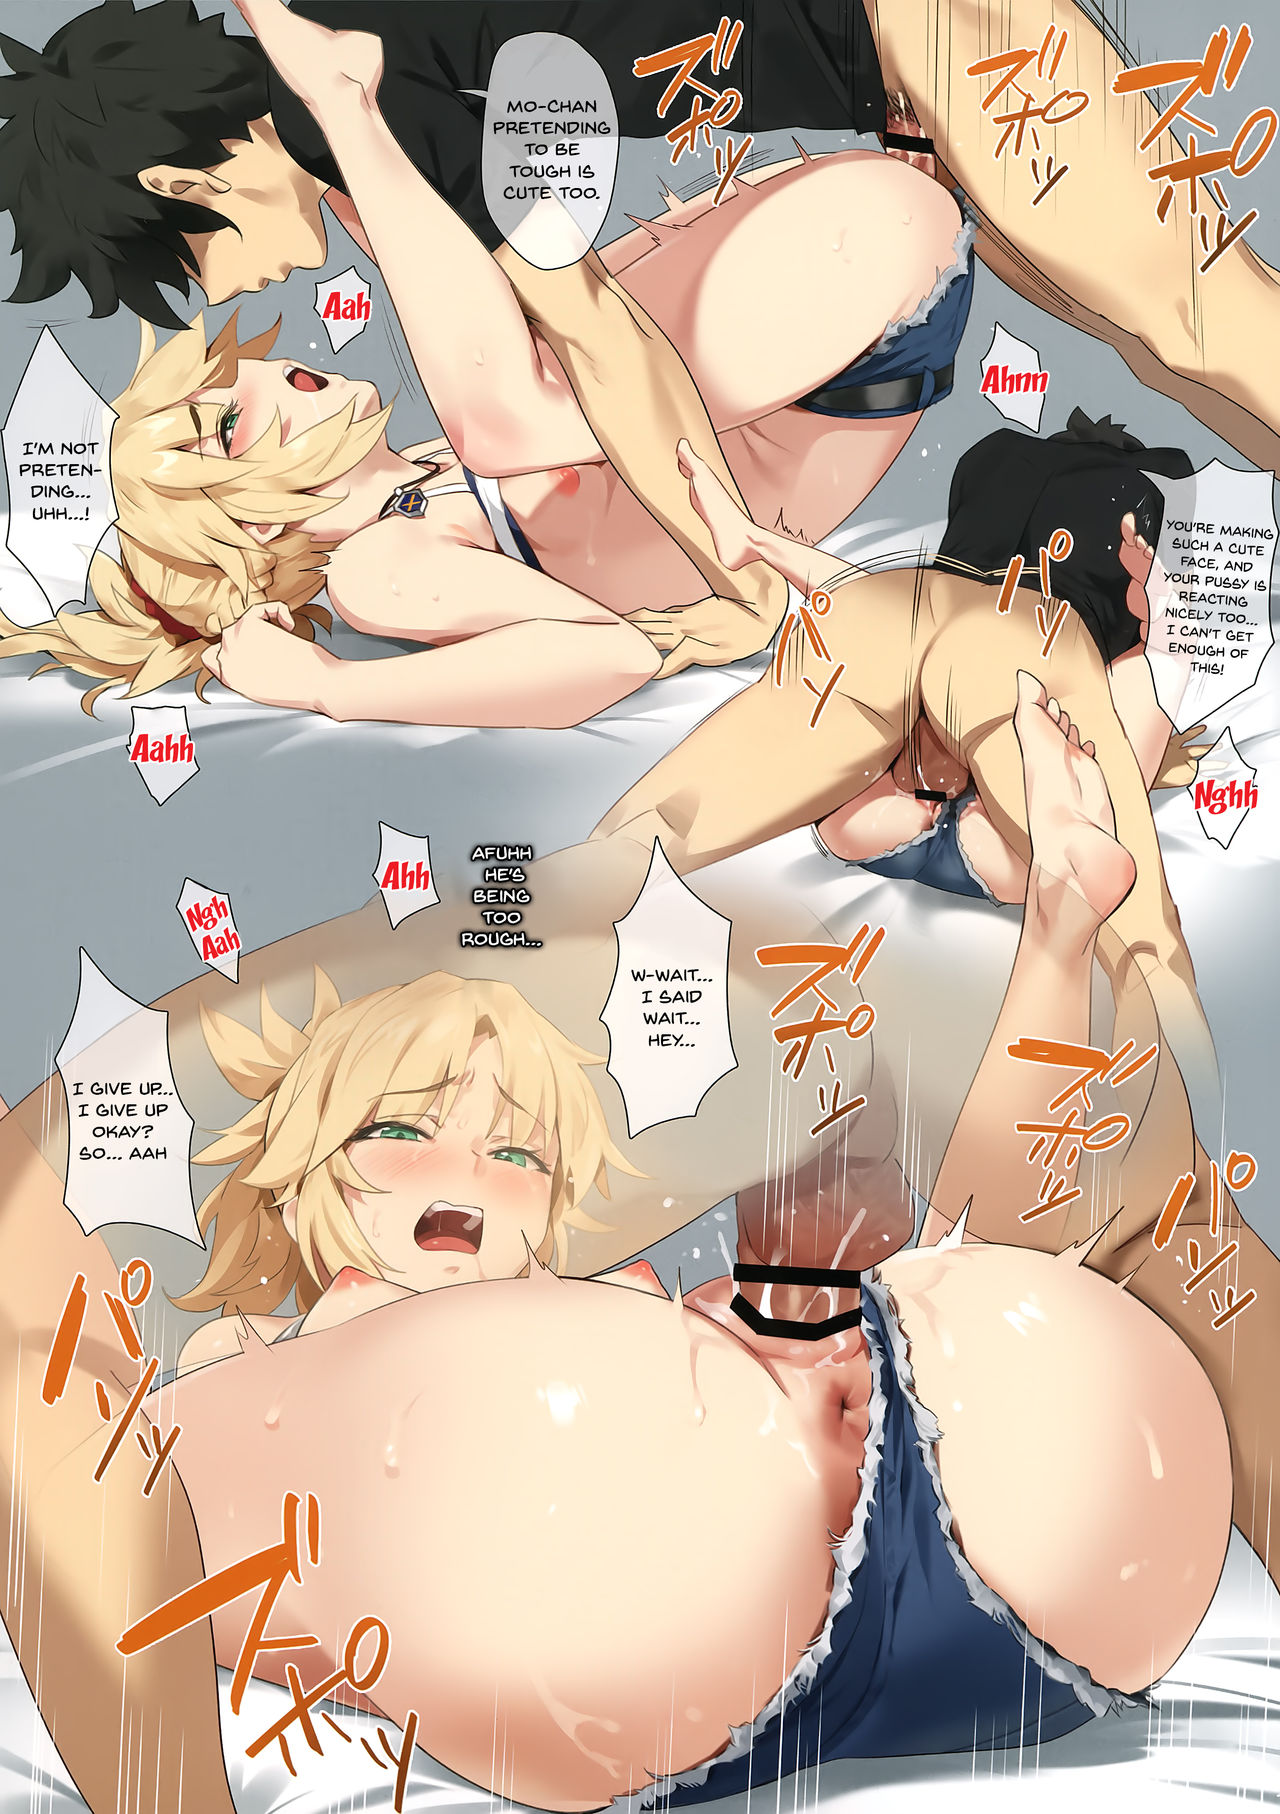 ズポッ
ズポッ
ズポッ
MO-CHAN
PRETENDING
TO BE
TOUGH IS
CUTE TOO.
Aah
Ahnn
I'M NOT
PRETEN-
DING...
UHH...!
YOU'RE MAKING
SUCH A CUTE
FACE, AND
YOUR PUSSY IS
REACTING
NICELY TOO...
I CAN'T GET
ENOUGH OF
THIS!
パッ
パッ
Aahh
Nghh
Ahh
AFUHH
HE'S
BEING
TOO
ROUGH...
Ngh
Aah
W-WAIT...
I SAID
WAIT...
HEY...
ズポッ
ズポッ
I GIVE UP...
I GIVE UP
OKAY?
SO... AAH
パッ
パッ
ズポッ